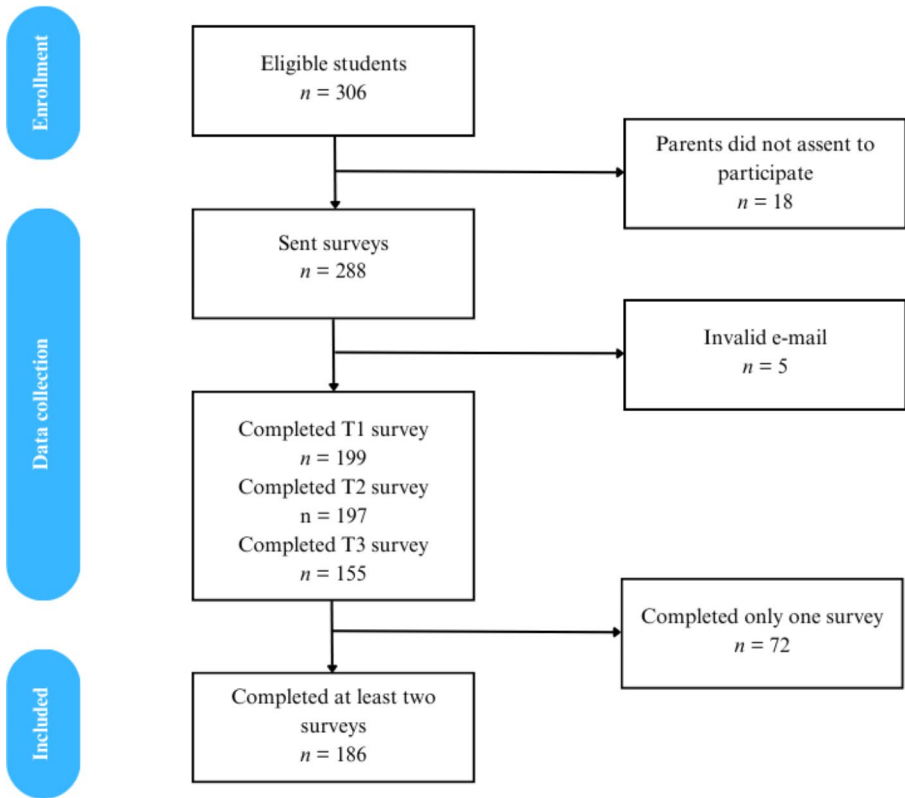 Enrollment
Eligible students
n = 306
Parents did not assent to
participate
n = 18
Data collection
Sent surveys
n = 288
Invalid e-mail
n = 5
Completed T1 survey
n = 199
Completed T2 survey
n = 197
Completed T3 survey
n = 155
Completed only one survey
n = 72
Included
Completed at least two
surveys
n = 186